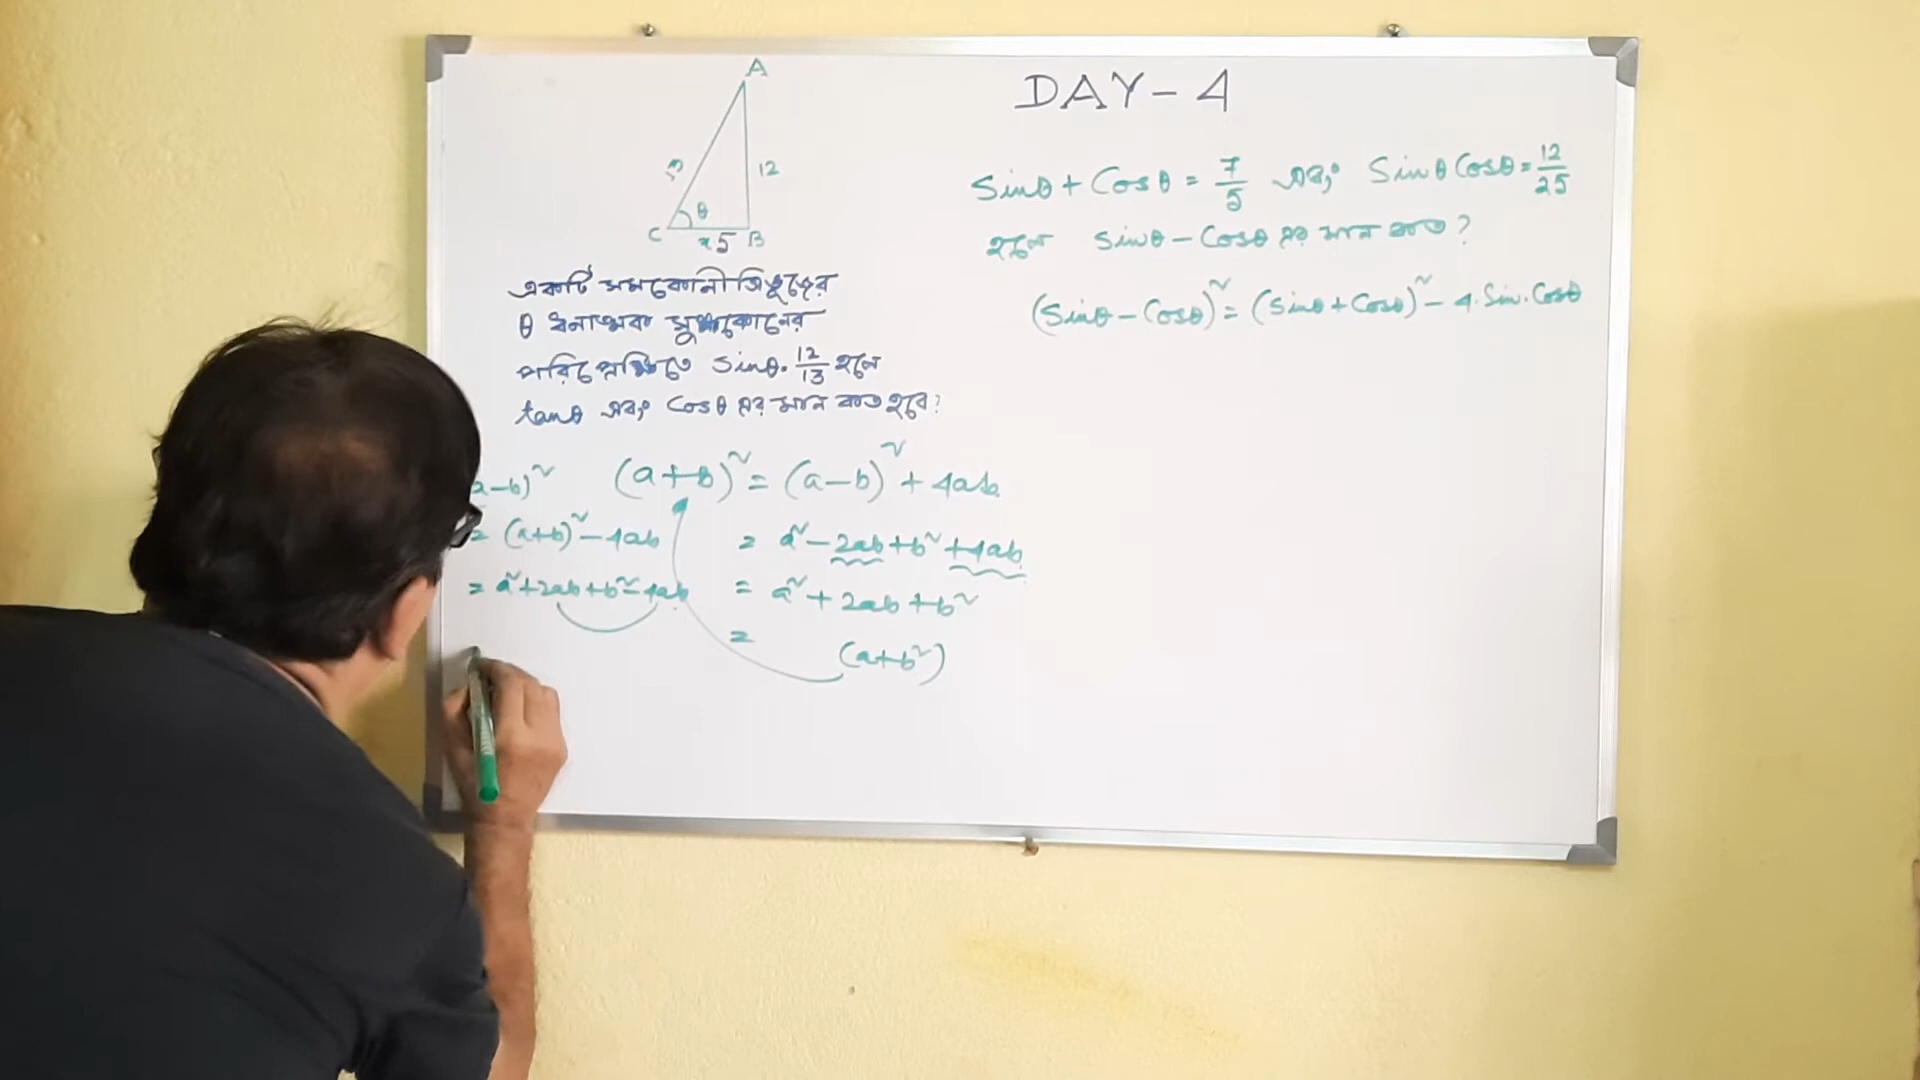 DAY-4
A
12
θ
C x 5 B
একটি সমকোনী ত্রিভুজের
θ ধনাত্মক সুক্ষ্মকোনের
পরিপ্রেক্ষিতে Sinθ. 12/13 হলে
tanθ এবং Cosθ এর মান কত হবে?
a-b)²
= (a+b)² - 4ab
= a²+2ab+b²-4ab
(a+b)² = (a-b)² + 4ab
= a²-2ab+b²+4ab
= a²+2ab+b²
= (a+b²)
Sinθ + Cosθ = 7/5 এবং Sinθ Cosθ = 12/25
হলে Sinθ - Cosθ এর মান কত?
(Sinθ - Cosθ)² = (Sinθ + Cosθ)² - 4.Sin.Cosθ